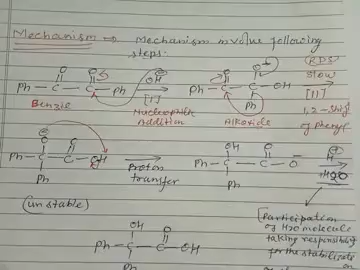 Mechanism → Mechanism involve following
steps.
O O O O⊖ (RDS)
Ph – C – C – Ph ⊖OH → Ph – C – C – OH slow
Benzil [I] Ph [II]
Nucleophilic Alkoxide 1,2-shift
Addition of phenyl
O⊖ O OH O H⊕
Ph – C – C – OH → Ph – C – C – O⊖ H2O
Ph Proton Ph
transfer
(unstable) Participation
of H2O molecule
OH O taking responsibility
Ph – C – C – OH for the stabilization
Ph